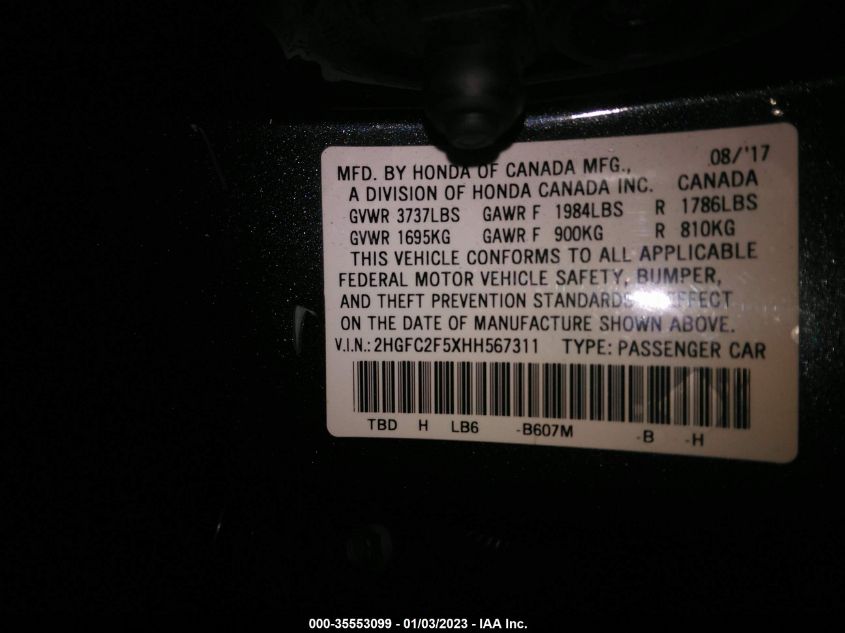 08/'17
MFD. BY HONDA OF CANADA MFG.,
A DIVISION OF HONDA CANADA INC. CANADA
GVWR 3737LBS GAWR F 1984LBS R 1786LBS
GVWR 1695KG GAWR F 900KG R 810KG
THIS VEHICLE CONFORMS TO ALL APPLICABLE
FEDERAL MOTOR VEHICLE SAFETY, BUMPER,
AND THEFT PREVENTION STANDARDS IN EFFECT
ON THE DATE OF MANUFACTURE SHOWN ABOVE.
V.I.N.: 2HGFC2F5XHH567311 TYPE: PASSENGER CAR
TBD H LB6 -B607M -B -H
000-35553099 - 01/03/2023 - IAA Inc.